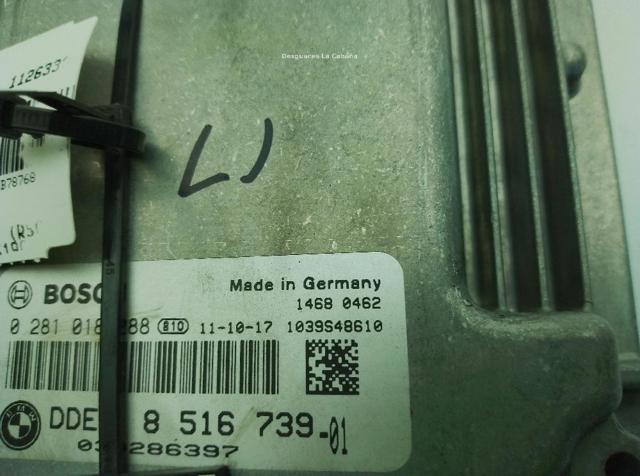 Desguaces La Cabaña
112633
B78768
BOSC
Made in Germany
1468 0462
0 281 018 288 810 11-10-17 1039S48610
BMW
DDE 8 516 739-01
286397